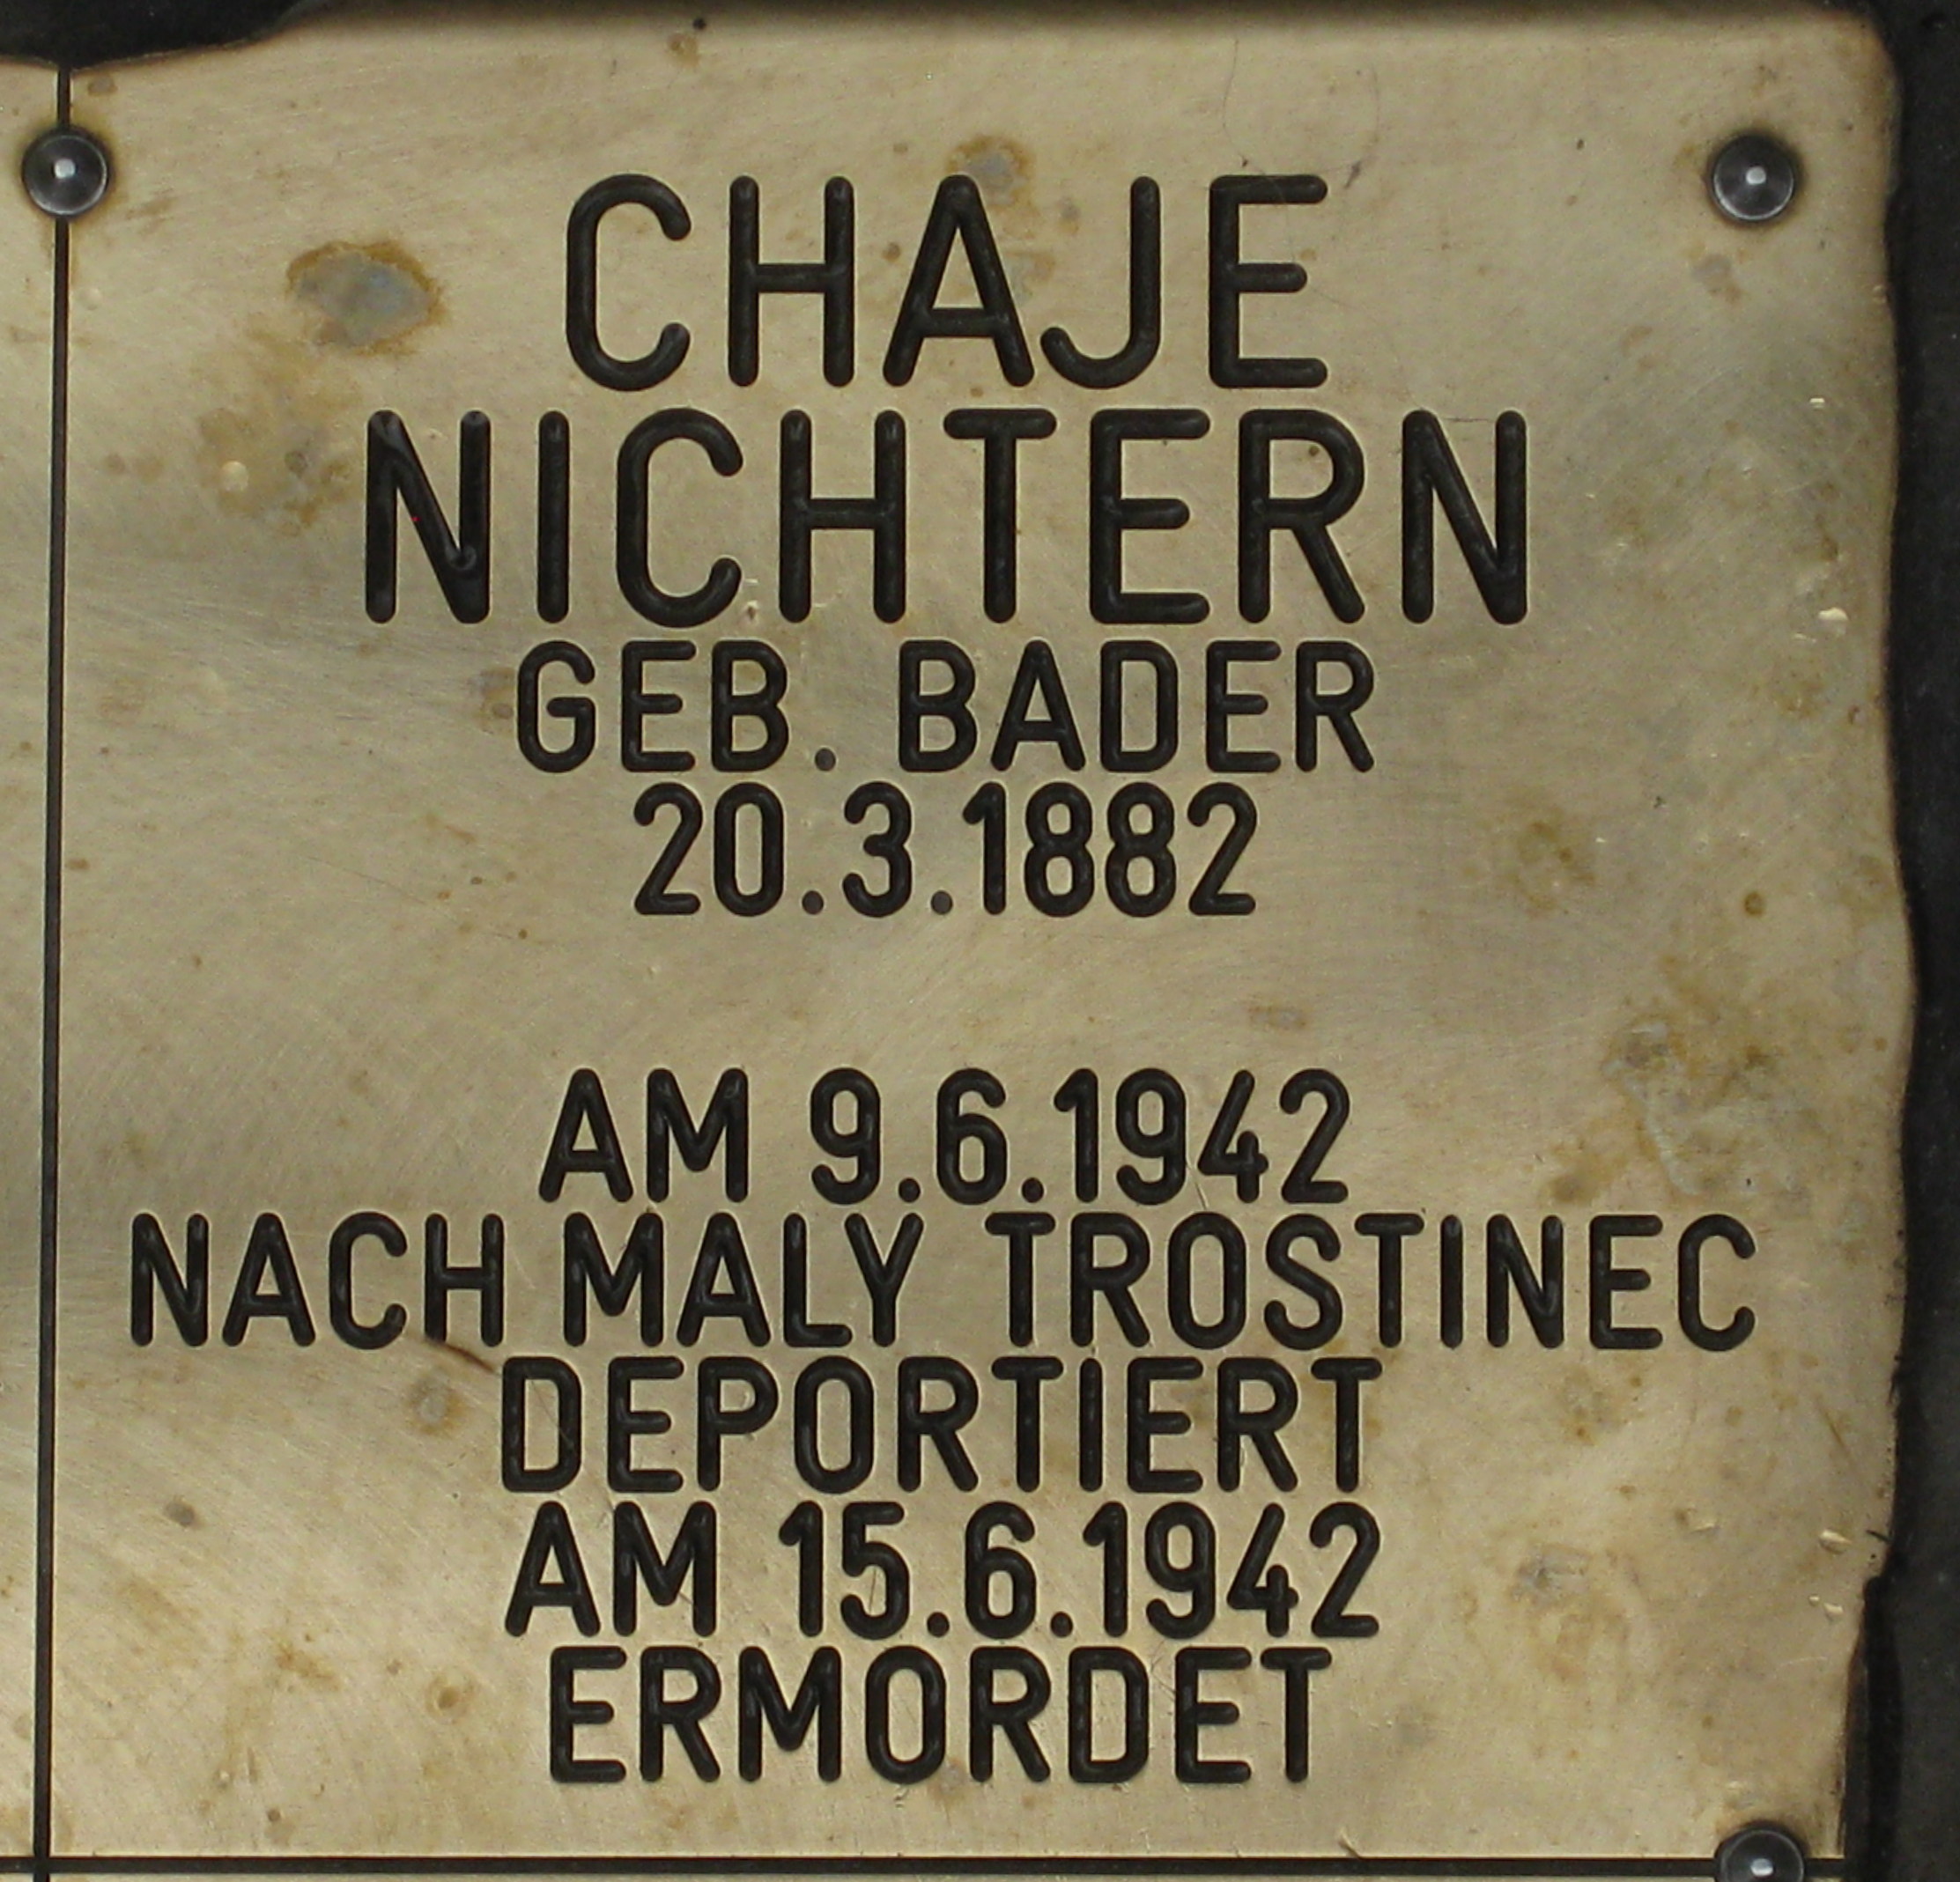 CHAJE
NICHTERN
GEB. BADER
20.3.1882
AM 9.6.1942
NACH MALY TROSTINEC
DEPORTIERT
AM 15.6.1942
ERMORDET